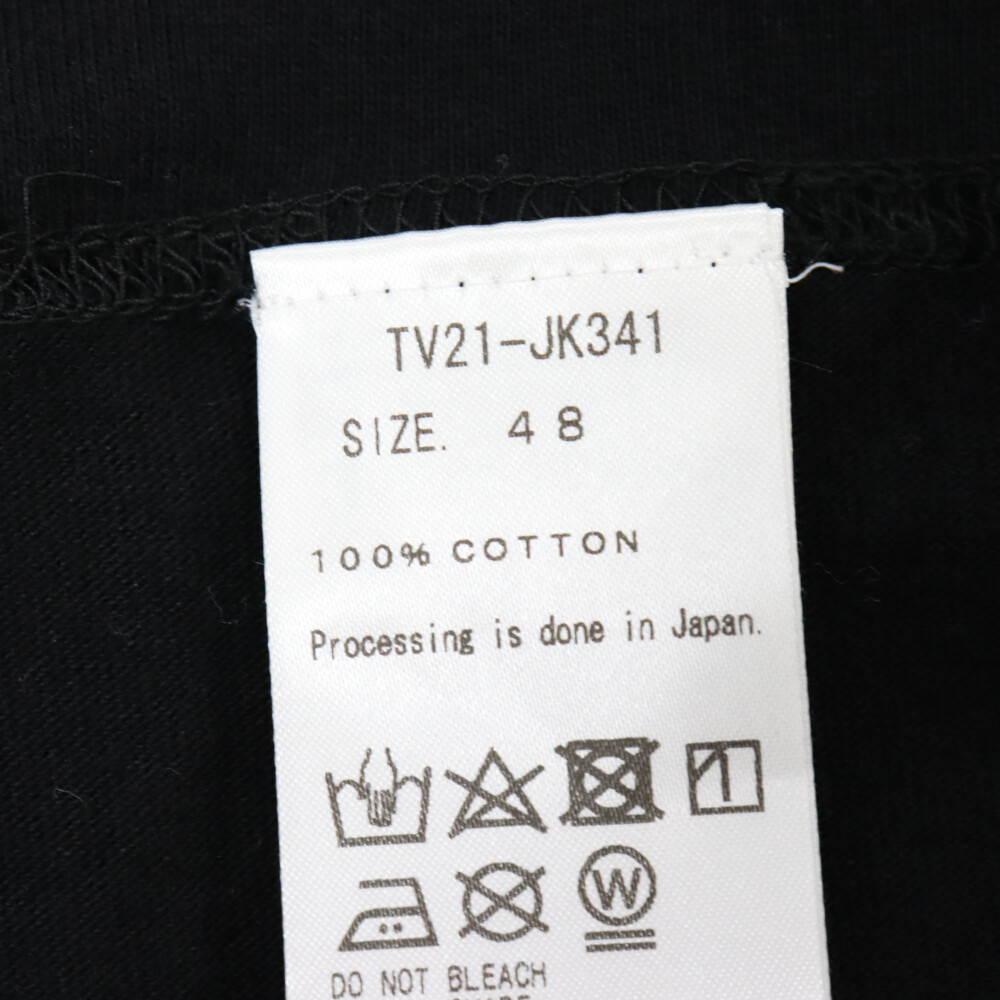 TV21-JK341
SIZE. 48
100% COTTON
Processing is done in Japan.
W
DO NOT BLEACH